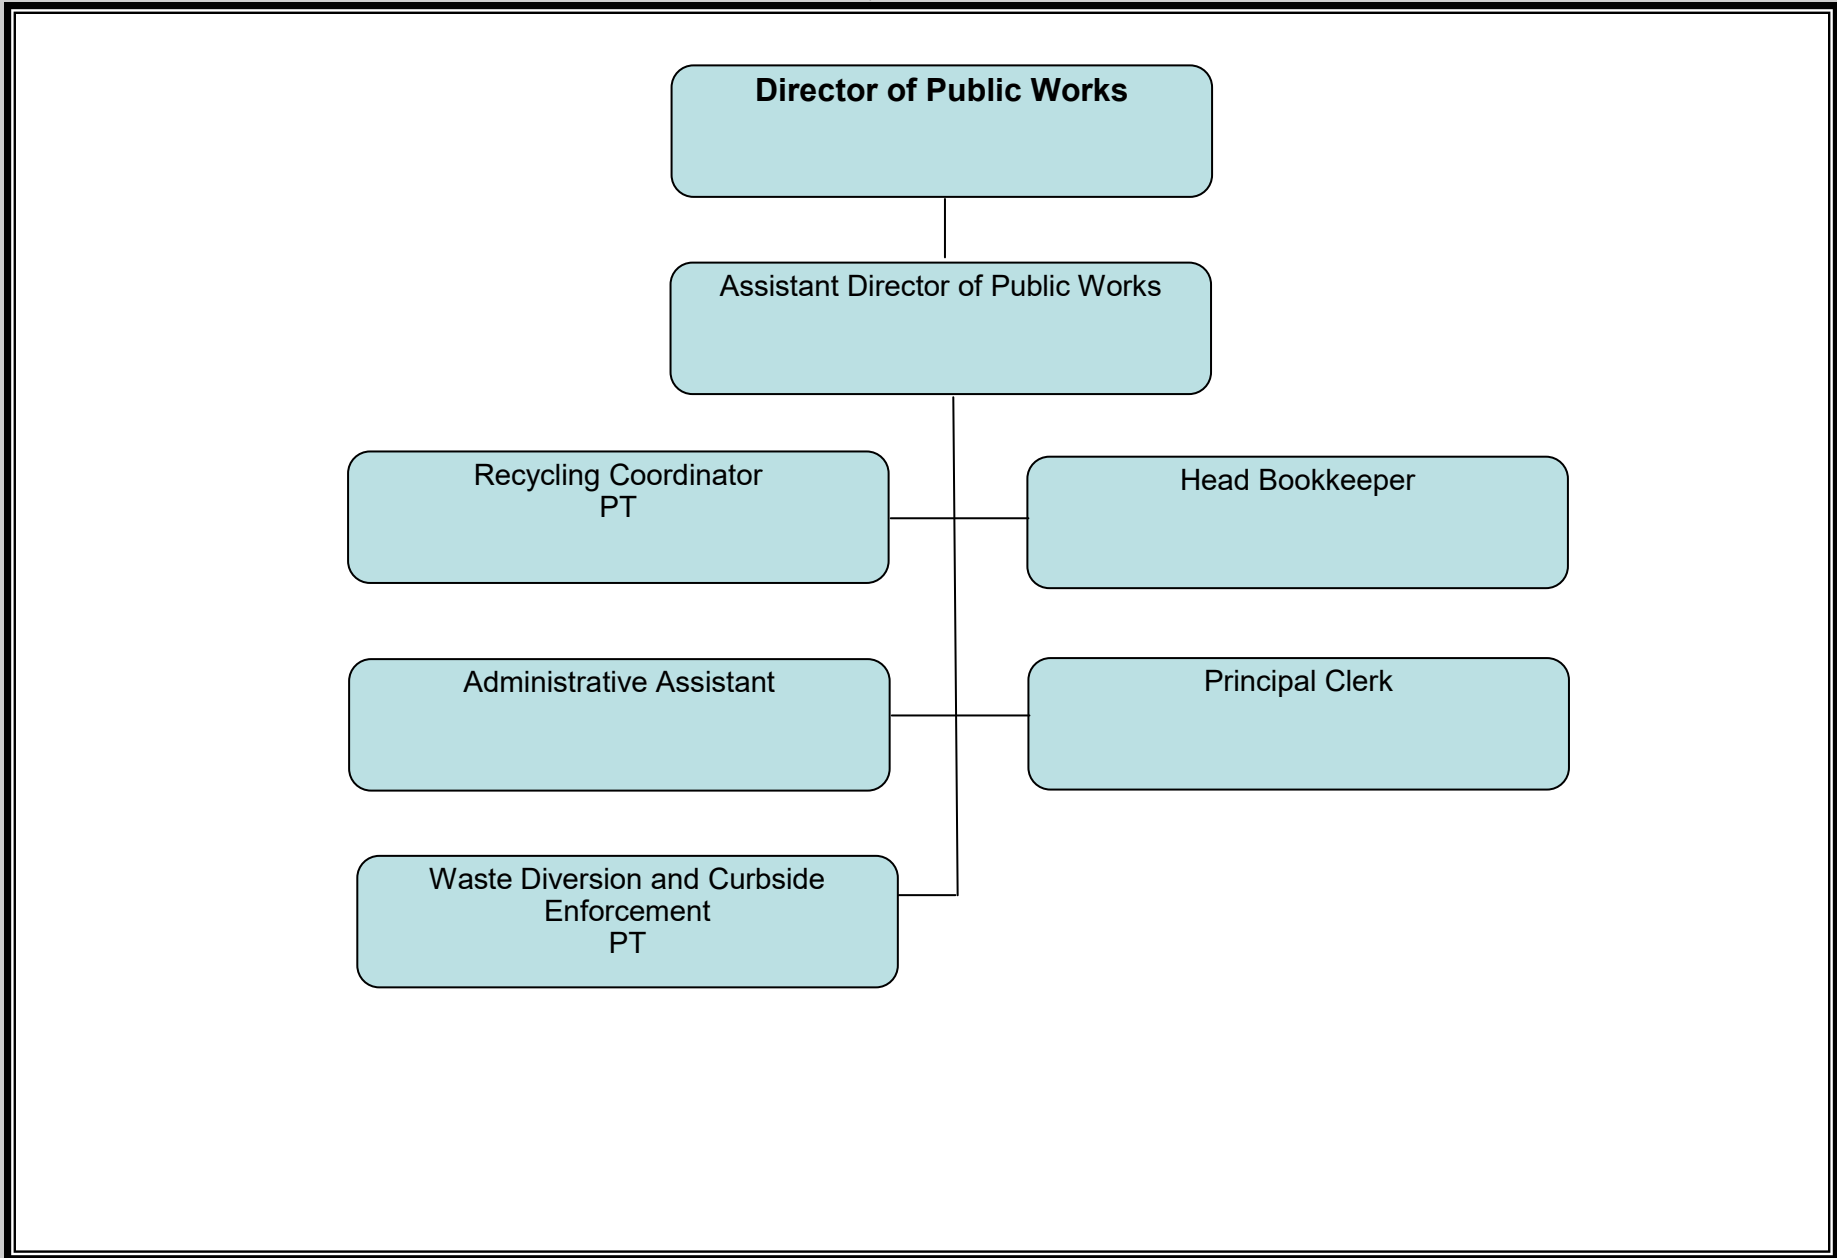 Director of Public Works
Assistant Director of Public Works
Recycling Coordinator
PT
Head Bookkeeper
Administrative Assistant
Principal Clerk
Waste Diversion and Curbside
Enforcement
PT